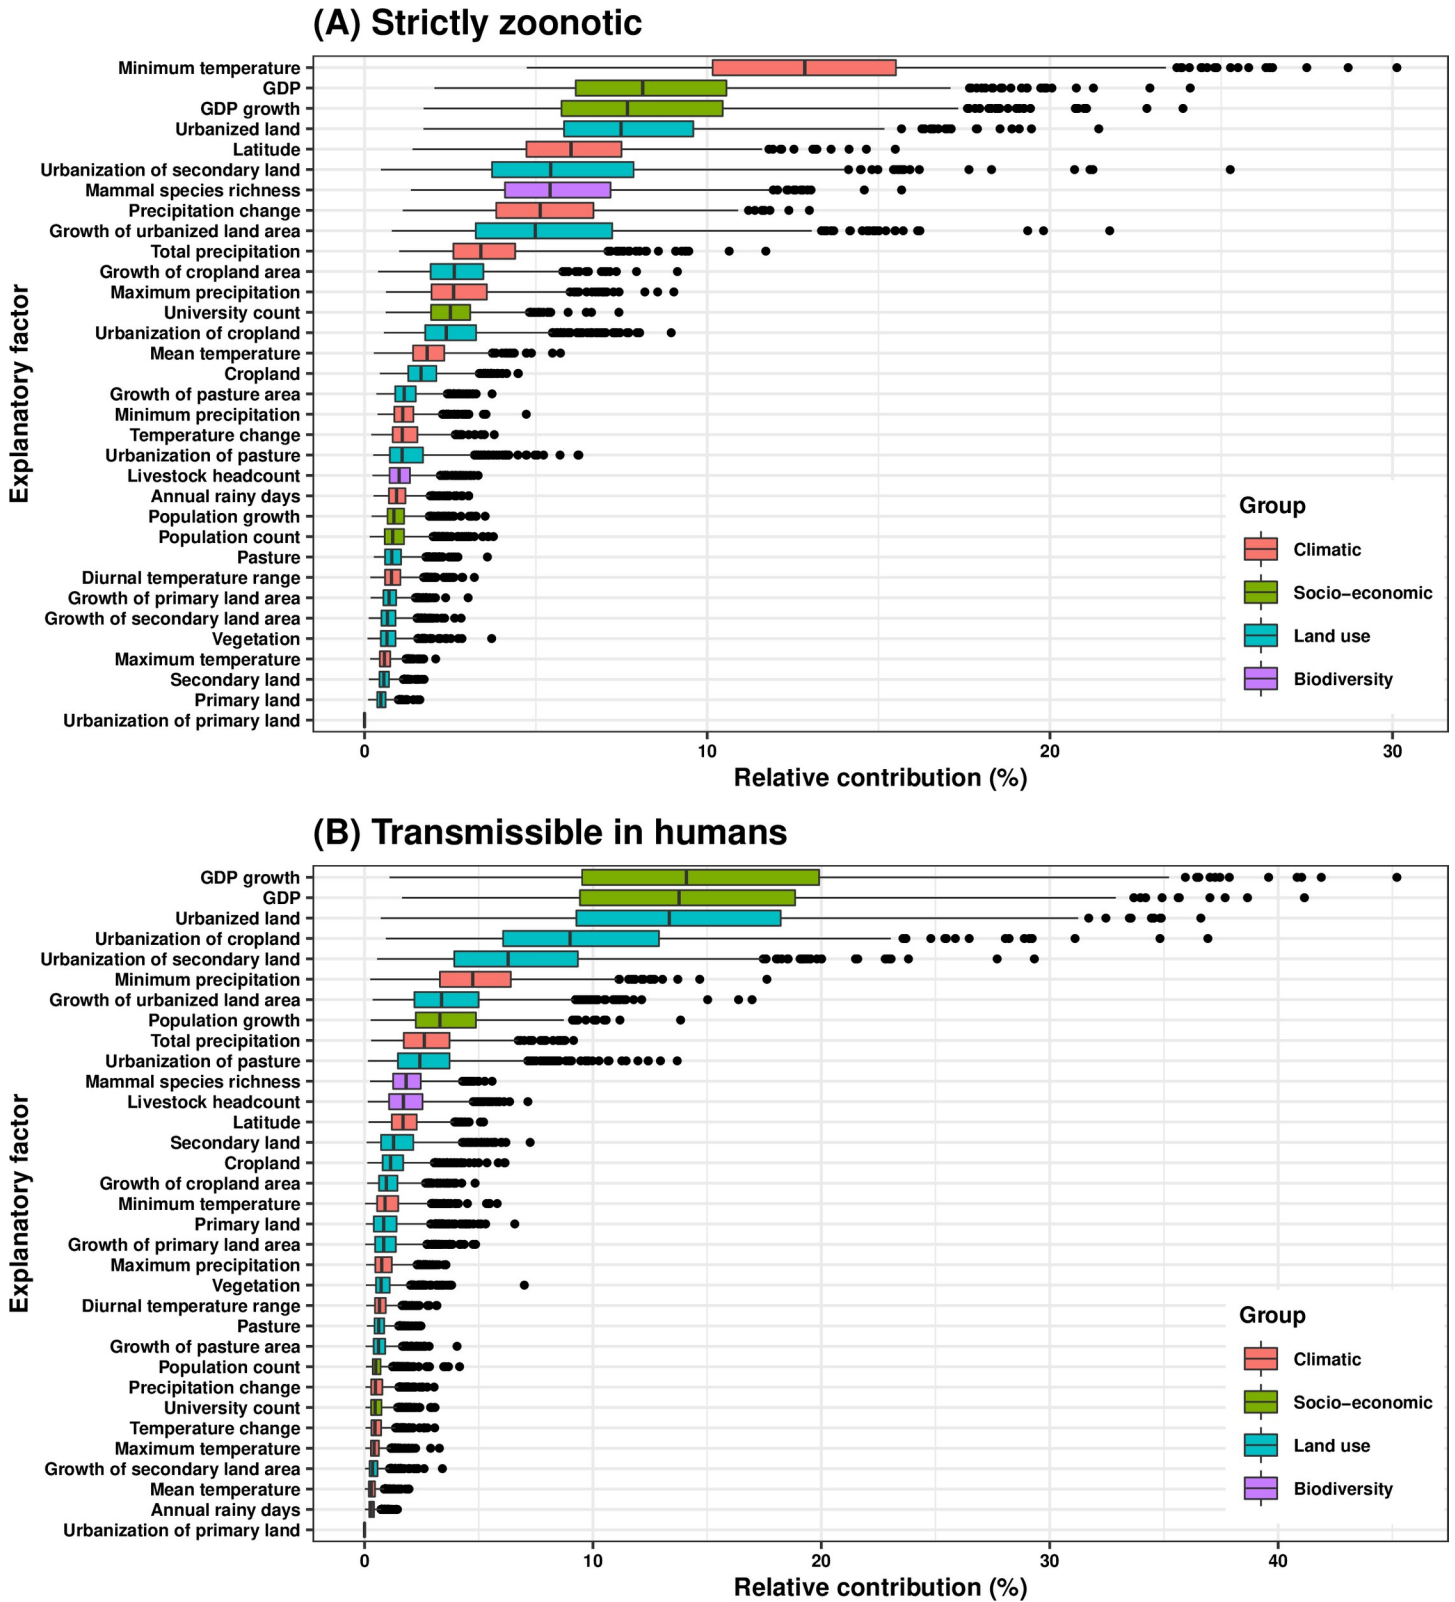 (A) Strictly zoonotic
Explanatory factor
Minimum temperature
GDP
GDP growth
Urbanized land
Latitude
Urbanization of secondary land
Mammal species richness
Precipitation change
Growth of urbanized land area
Total precipitation
Growth of cropland area
Maximum precipitation
University count
Urbanization of cropland
Mean temperature
Cropland
Growth of pasture area
Minimum precipitation
Temperature change
Urbanization of pasture
Livestock headcount
Annual rainy days
Population growth
Population count
Pasture
Diurnal temperature range
Growth of primary land area
Growth of secondary land area
Vegetation
Maximum temperature
Secondary land
Primary land
Urbanization of primary land
Group
Climatic
Socio−economic
Land use
Biodiversity
0 10 20 30
Relative contribution (%)
(B) Transmissible in humans
Explanatory factor
GDP growth
GDP
Urbanized land
Urbanization of cropland
Urbanization of secondary land
Minimum precipitation
Growth of urbanized land area
Population growth
Total precipitation
Urbanization of pasture
Mammal species richness
Livestock headcount
Latitude
Secondary land
Cropland
Growth of cropland area
Minimum temperature
Primary land
Growth of primary land area
Maximum precipitation
Vegetation
Diurnal temperature range
Pasture
Growth of pasture area
Population count
Precipitation change
University count
Temperature change
Maximum temperature
Growth of secondary land area
Mean temperature
Annual rainy days
Urbanization of primary land
Group
Climatic
Socio−economic
Land use
Biodiversity
0 10 20 30 40
Relative contribution (%)